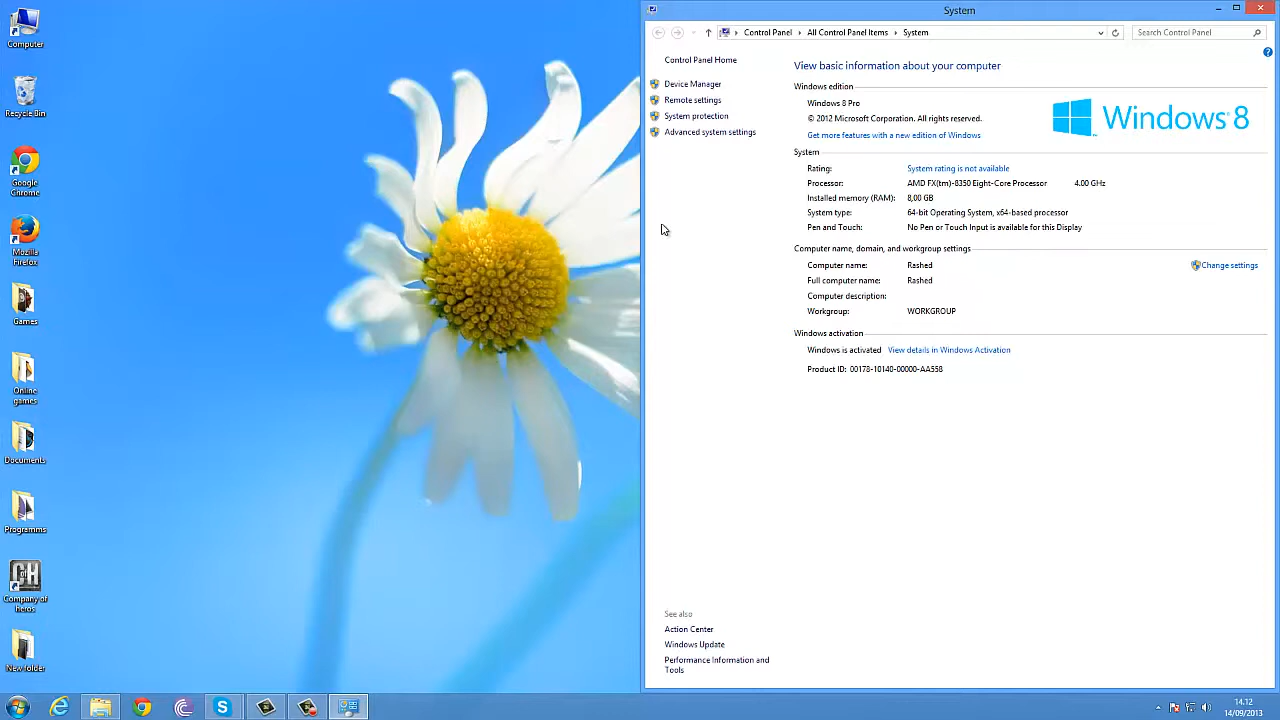 Computer
Recycle Bin
Google
Chrome
Mozilla
Firefox
Games
Online
games
Documents
Programms
Company of
heros
New folder
System
Control Panel
All Control Panel Items
System
Search Control Panel
Control Panel Home
Device Manager
Remote settings
System protection
Advanced system settings
View basic information about your computer
Windows edition
Windows 8 Pro
© 2012 Microsoft Corporation. All rights reserved.
Get more features with a new edition of Windows
Windows 8
System
Rating: System rating is not available
Processor: AMD FX(tm)-8350 Eight-Core Processor 4.00 GHz
Installed memory (RAM): 8,00 GB
System type: 64-bit Operating System, x64-based processor
Pen and Touch: No Pen or Touch Input is available for this Display
Computer name, domain, and workgroup settings
Computer name: Rashed
Change settings
Full computer name: Rashed
Computer description:
Workgroup: WORKGROUP
Windows activation
Windows is activated View details in Windows Activation
Product ID: 00178-10140-00000-AA558
See also
Action Center
Windows Update
Performance Information and
Tools
14.12
14/09/2013